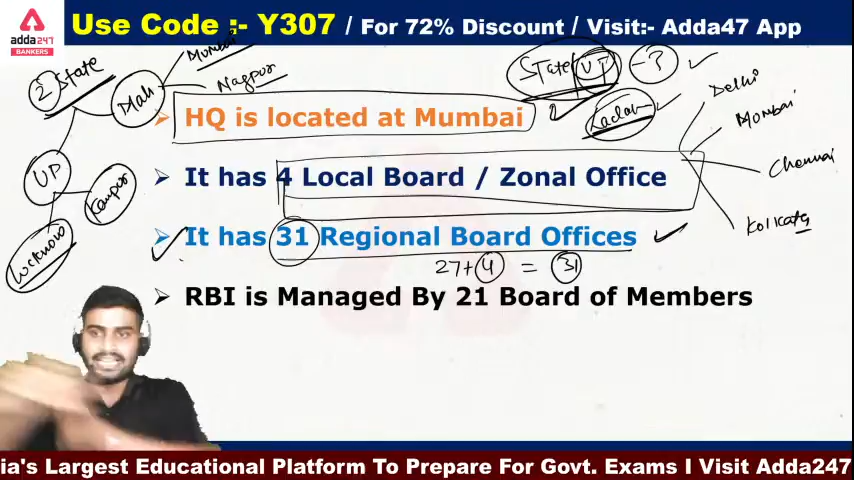 Use Code :- Y307 / For 72% Discount / Visit:- Adda47 App
adda247
BANKERS
2 State
Mah
Mumbai
Nagpur
UP
Kanpur
State UP - ?
HQ is located at Mumbai
It has 4 Local Board / Zonal Office
Delhi
Mombai
Chennai
Kolkata
It has 31 Regional Board Offices
27+4 = 31
RBI is Managed By 21 Board of Members
ia's Largest Educational Platform To Prepare For Govt. Exams I Visit Adda247